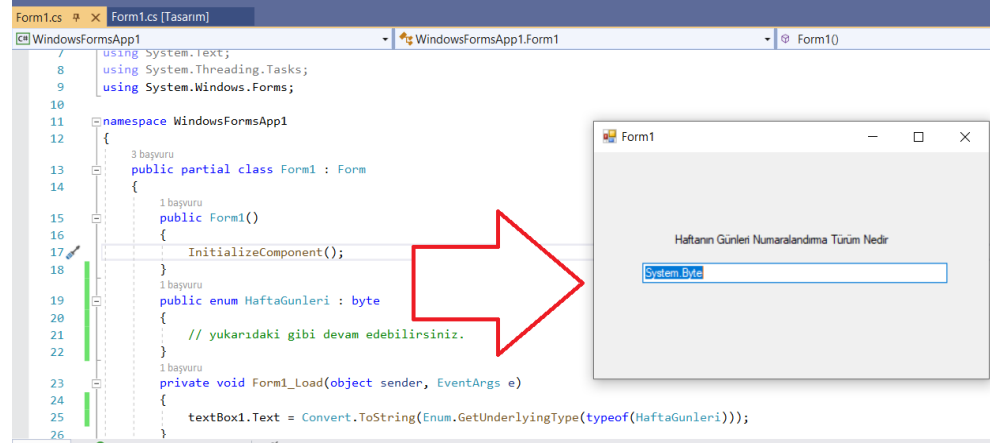 Form1.cs Form1.cs [Tasarım]
WindowsFormsApp1 WindowsFormsApp1.Form1 Form1()
7 using System.Text;
8 using System.Threading.Tasks;
9 using System.Windows.Forms;
10
11 namespace WindowsFormsApp1
12 {
3 başvuru
13 public partial class Form1 : Form
14 {
1 başvuru
15 public Form1()
16 {
17 InitializeComponent();
18 }
1 başvuru
19 public enum HaftaGunleri : byte
20 {
21 // yukarıdaki gibi devam edebilirsiniz.
22 }
1 başvuru
23 private void Form1_Load(object sender, EventArgs e)
24 {
25 textBox1.Text = Convert.ToString(Enum.GetUnderlyingType(typeof(HaftaGunleri)));
26 }
Form1
Haftanın Günleri Numaralandırma Türüm Nedir
System.Byte